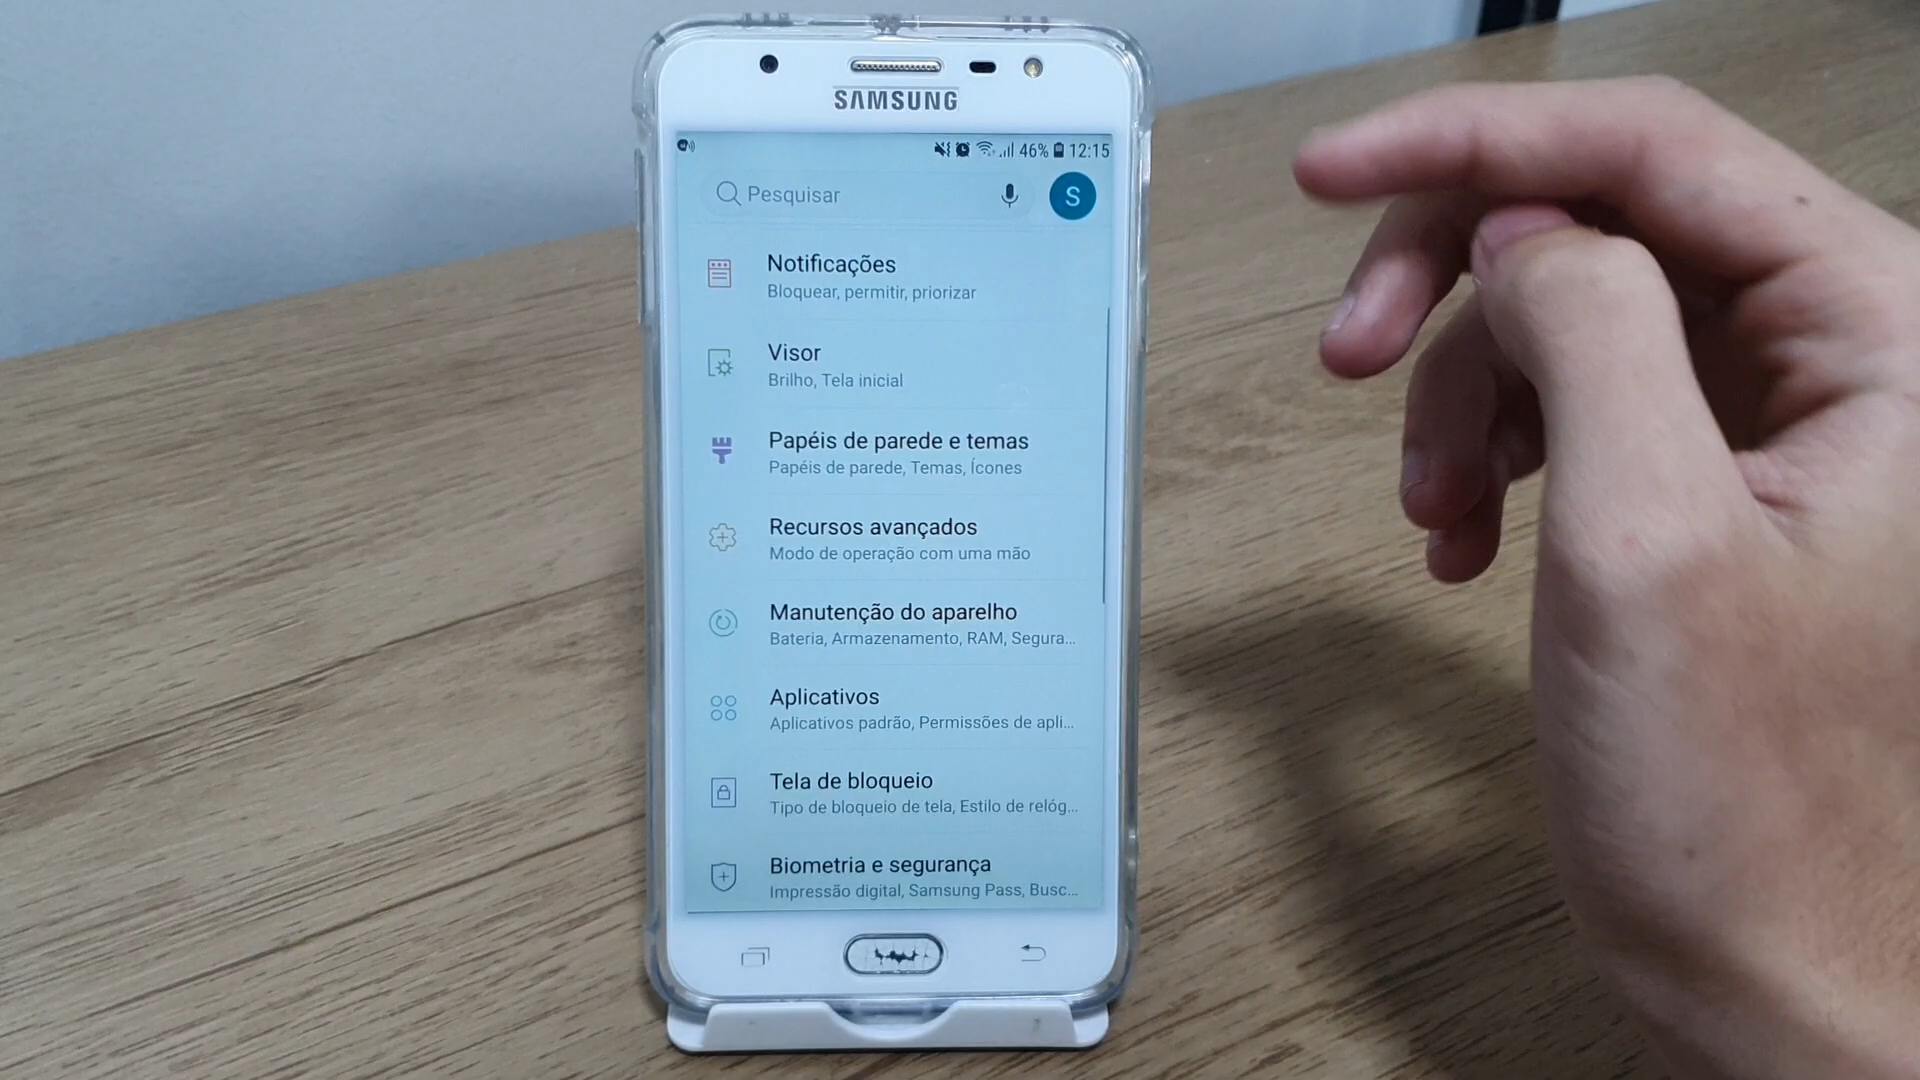 SAMSUNG
46% 12:15
Pesquisar
S
Notificações
Bloquear, permitir, priorizar
Visor
Brilho, Tela inicial
Papéis de parede e temas
Papéis de parede, Temas, Ícones
Recursos avançados
Modo de operação com uma mão
Manutenção do aparelho
Bateria, Armazenamento, RAM, Segura...
Aplicativos
Aplicativos padrão, Permissões de apli...
Tela de bloqueio
Tipo de bloqueio de tela, Estilo de relóg...
Biometria e segurança
Impressão digital, Samsung Pass, Busc...